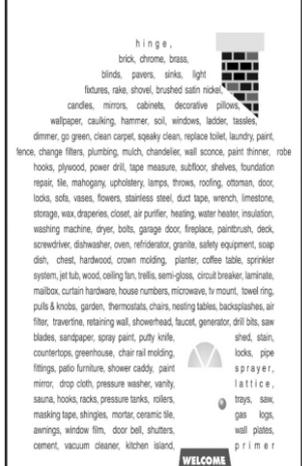 hinge,
brick, chrome, brass,
blinds, pavers, sinks, light
fixtures, rake, shovel, brushed satin nickel,
candles, mirrors, cabinets, decorative pillows,
wallpaper, caulking, hammer, soil, windows, ladder, tassles,
dimmer, go green, clean carpet, sqeaky clean, replace toilet, laundry, paint,
fence, change filters, plumbing, mulch, chandelier, wall sconce, paint thinner, robe
hooks, plywood, power drill, tape measure, subfloor, shelves, foundation
repair, tile, mahogany, upholstery, lamps, throws, roofing, ottoman, door,
locks, sofa, vases, flowers, stainless steel, duct tape, wrench, limestone,
storage, wax, draperies, closet, air purifier, heating, water heater, insulation,
washing machine, dryer, bolts, garage door, fireplace, paintbrush, deck,
screwdriver, dishwasher, oven, refriderator, granite, safety equipment, soap
dish, chest, hardwood, crown molding, planter, coffee table, sprinkler
system, jet tub, wood, ceiling fan, trellis, semi-gloss, circuit breaker, laminate,
mailbox, curtain hardware, house numbers, microwave, tv mount, towel ring,
pulls & knobs, garden, thermostats, chairs, nesting tables, backsplashes, air
filter, travertine, retaining wall, showerhead, faucet, generator, drill bits, saw
blades, sandpaper, spray paint, putty knife, shed, stain,
countertops, greenhouse, chair rail molding, locks, pipe
fittings, patio furniture, shower caddy, paint sprayer,
mirror, drop cloth, pressure washer, vanity, lattice,
sauna, hooks, racks, pressure tanks, rollers, trays, saw,
masking tape, shingles, mortar, ceramic tile, gas logs,
awnings, window film, door bell, shutters, wall plates,
cement, vacuum cleaner, kitchen island, primer
WELCOME